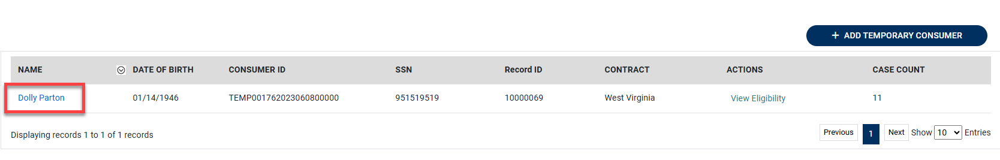 + ADD TEMPORARY CONSUMER
NAME DATE OF BIRTH CONSUMER ID SSN Record ID CONTRACT ACTIONS CASE COUNT
Dolly Parton 01/14/1946 TEMP001762023060800000 951519519 10000069 West Virginia View Eligibility 11
Displaying records 1 to 1 of 1 records Previous 1 Next Show 10 Entries